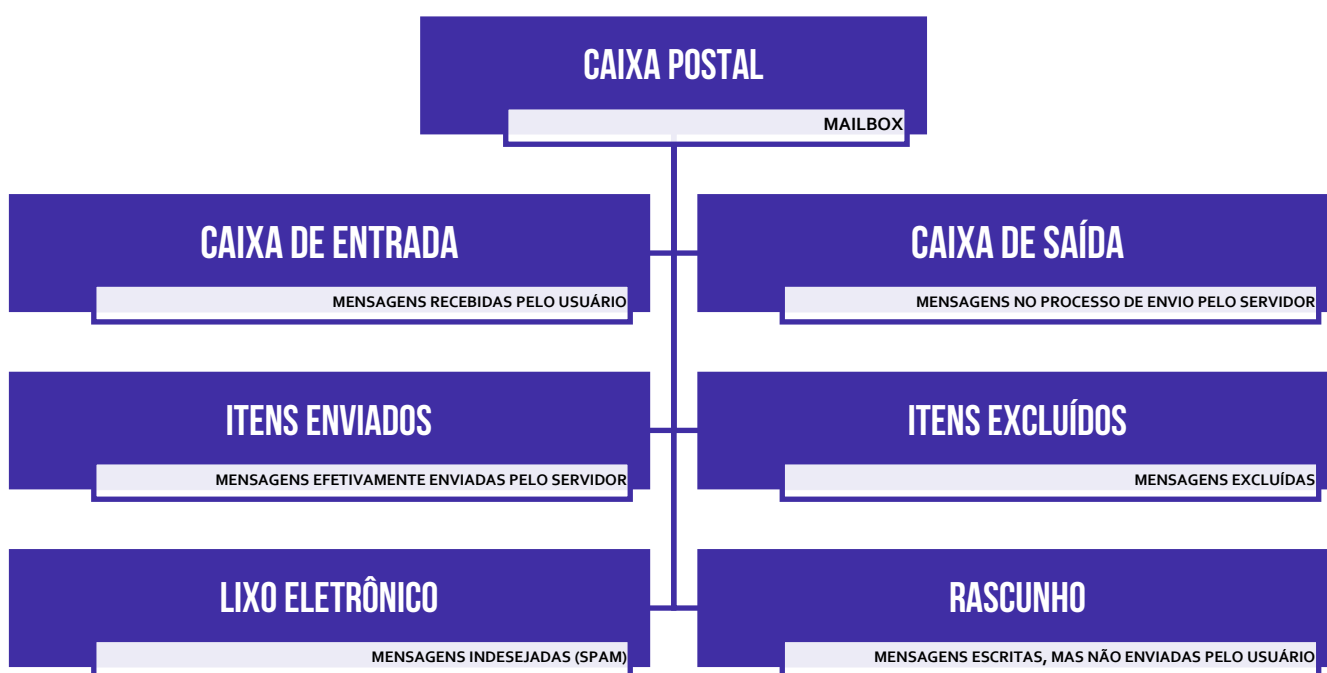 CAIXA POSTAL
MAILBOX
CAIXA DE ENTRADA
MENSAGENS RECEBIDAS PELO USUÁRIO
CAIXA DE SAÍDA
MENSAGENS NO PROCESSO DE ENVIO PELO SERVIDOR
ITENS ENVIADOS
MENSAGENS EFETIVAMENTE ENVIADAS PELO SERVIDOR
ITENS EXCLUÍDOS
MENSAGENS EXCLUÍDAS
LIXO ELETRÔNICO
MENSAGENS INDESEJADAS (SPAM)
RASCUNHO
MENSAGENS ESCRITAS, MAS NÃO ENVIADAS PELO USUÁRIO